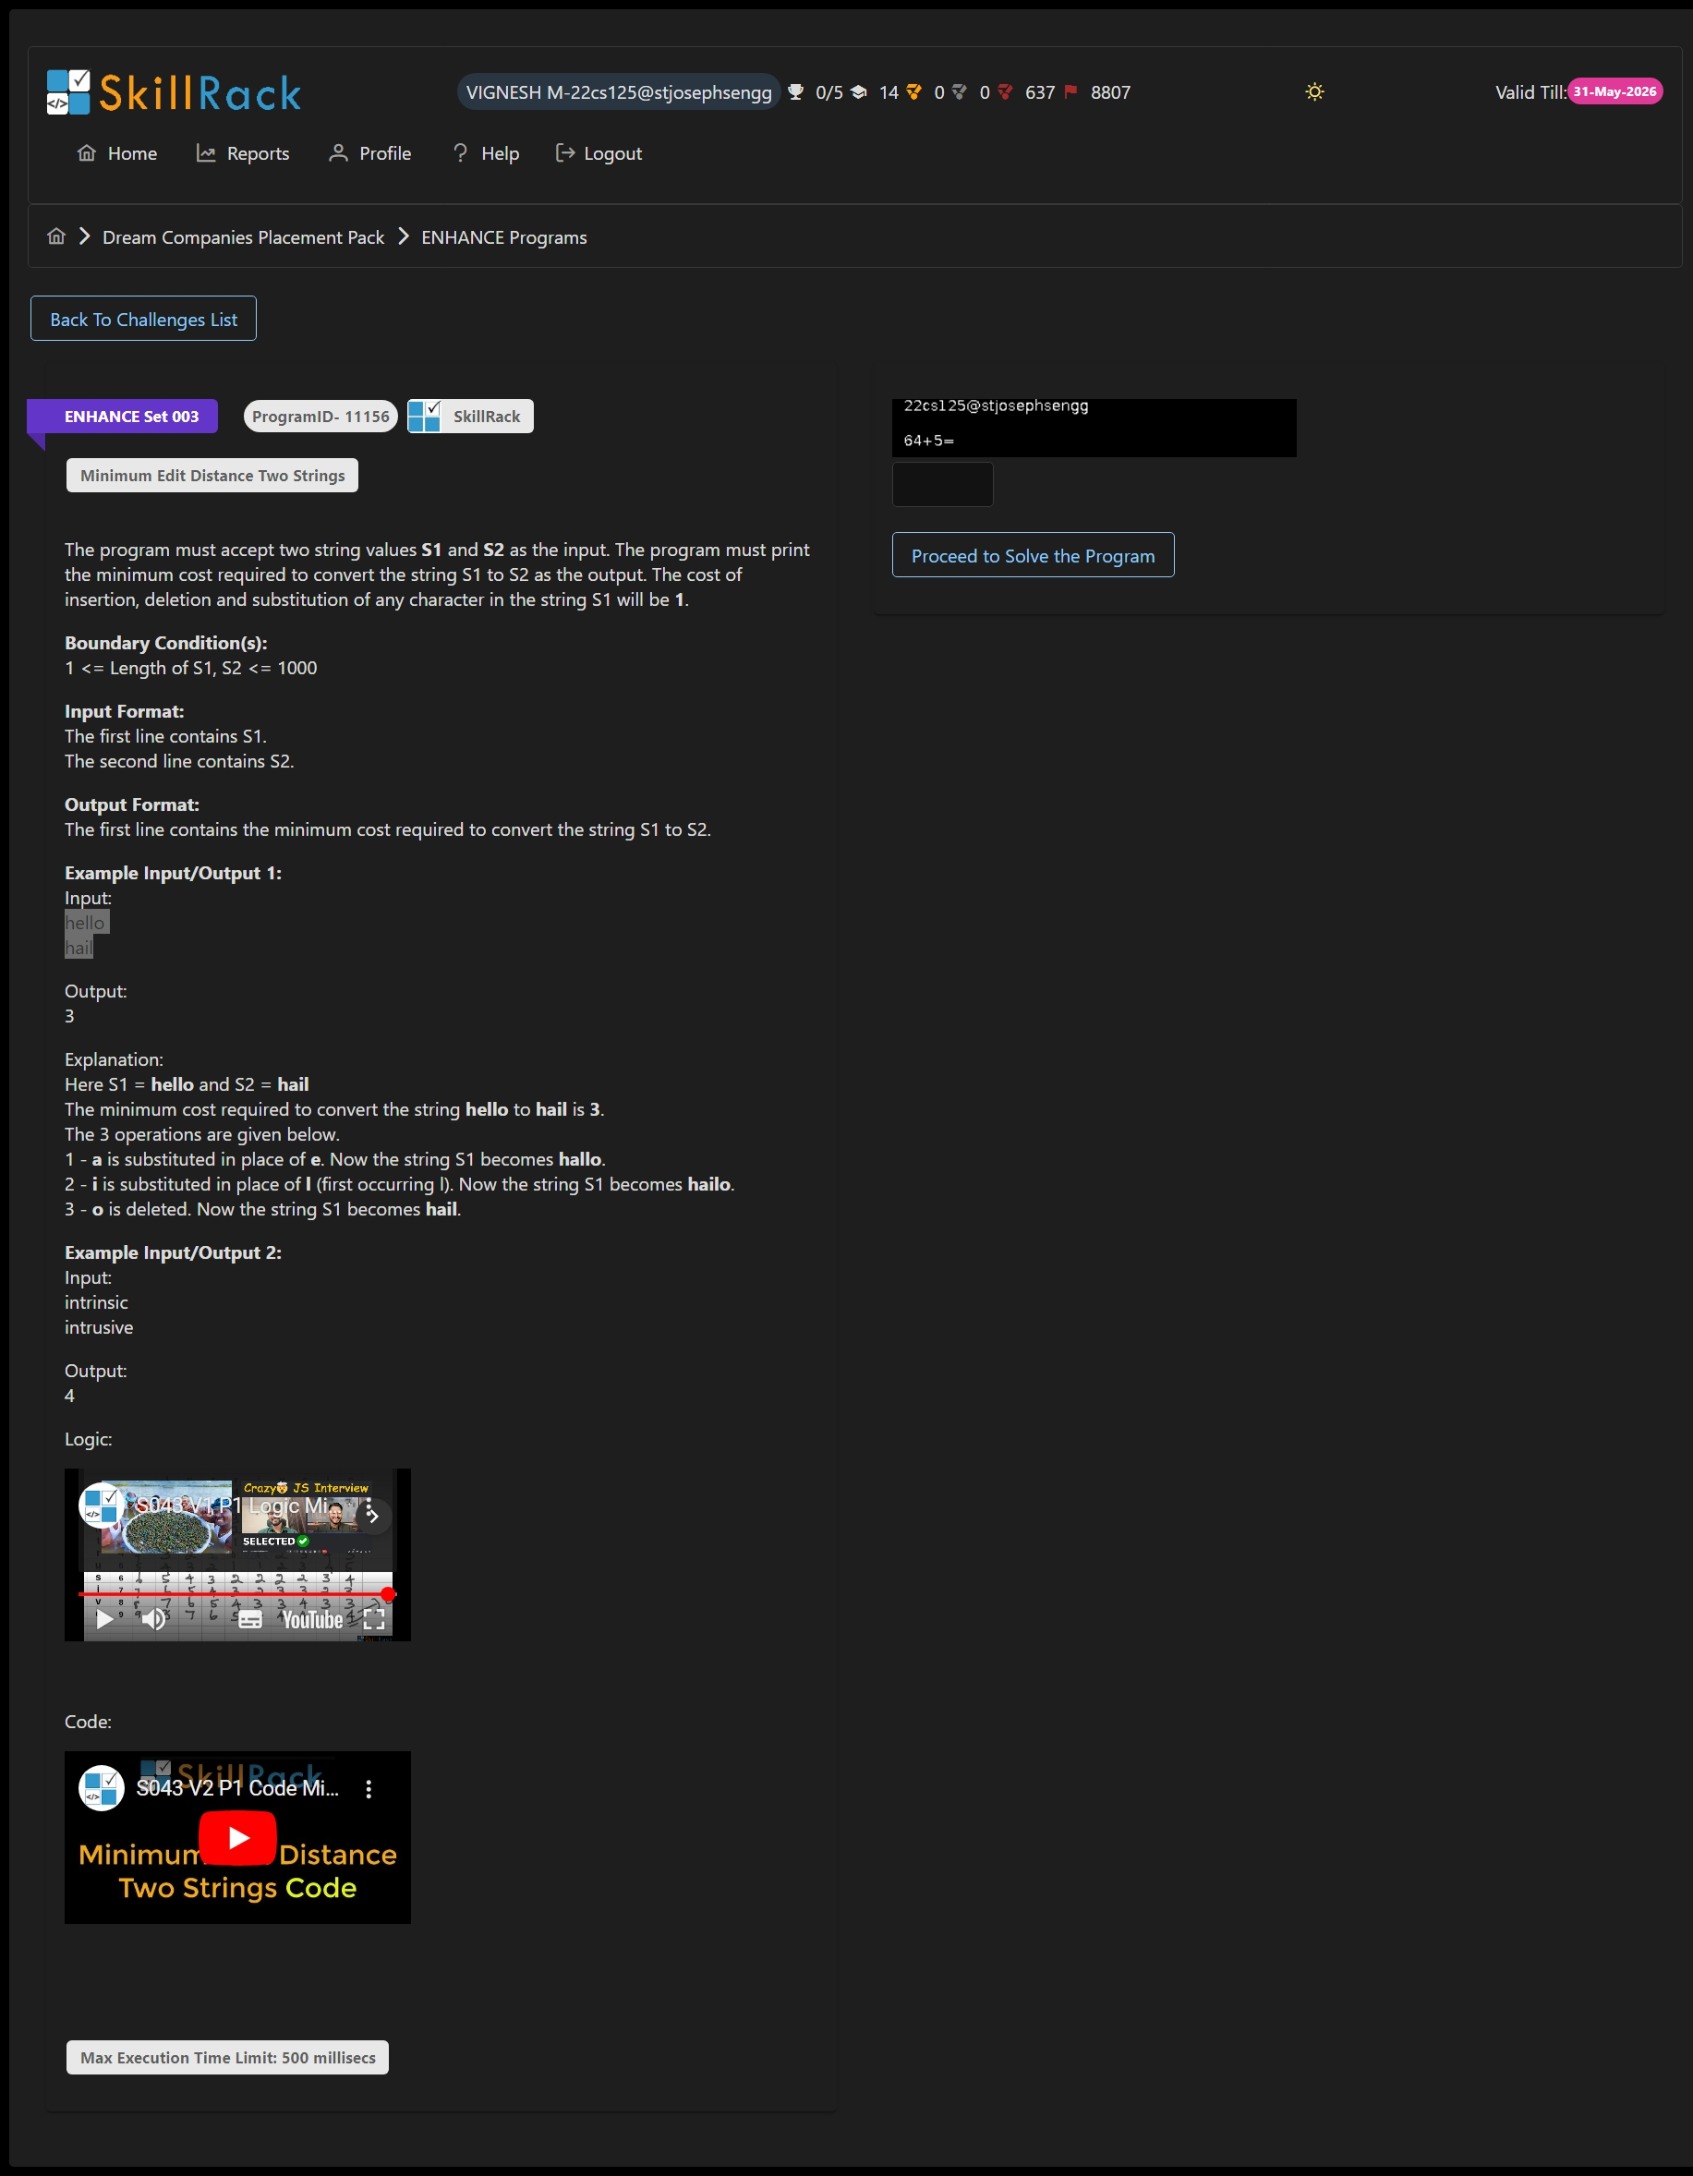 SkillRack
VIGNESH M-22cs125@stjosephsengg 0/5 14 0 0 637 8807
Valid Till: 31-May-2026
Home Reports Profile Help Logout
Dream Companies Placement Pack ENHANCE Programs
Back To Challenges List
ENHANCE Set 003 ProgramID- 11156 SkillRack
Minimum Edit Distance Two Strings
The program must accept two string values S1 and S2 as the input. The program must print
the minimum cost required to convert the string S1 to S2 as the output. The cost of
insertion, deletion and substitution of any character in the string S1 will be 1.
Boundary Condition(s):
1 <= Length of S1, S2 <= 1000
Input Format:
The first line contains S1.
The second line contains S2.
Output Format:
The first line contains the minimum cost required to convert the string S1 to S2.
Example Input/Output 1:
Input:
hello
hail
Output:
3
Explanation:
Here S1 = hello and S2 = hail
The minimum cost required to convert the string hello to hail is 3.
The 3 operations are given below.
1 - a is substituted in place of e. Now the string S1 becomes hallo.
2 - i is substituted in place of l (first occurring l). Now the string S1 becomes hailo.
3 - o is deleted. Now the string S1 becomes hail.
Example Input/Output 2:
Input:
intrinsic
intrusive
Output:
4
Logic:
Crazy JS Interview
S043 V1 P1 Logic Mi...
SELECTED
YouTube
Code:
SkillRack
S043 V2 P1 Code Mi...
Minimum Distance
Two Strings Code
Max Execution Time Limit: 500 millisecs
22cs125@stjosephsengg
64+5=
Proceed to Solve the Program